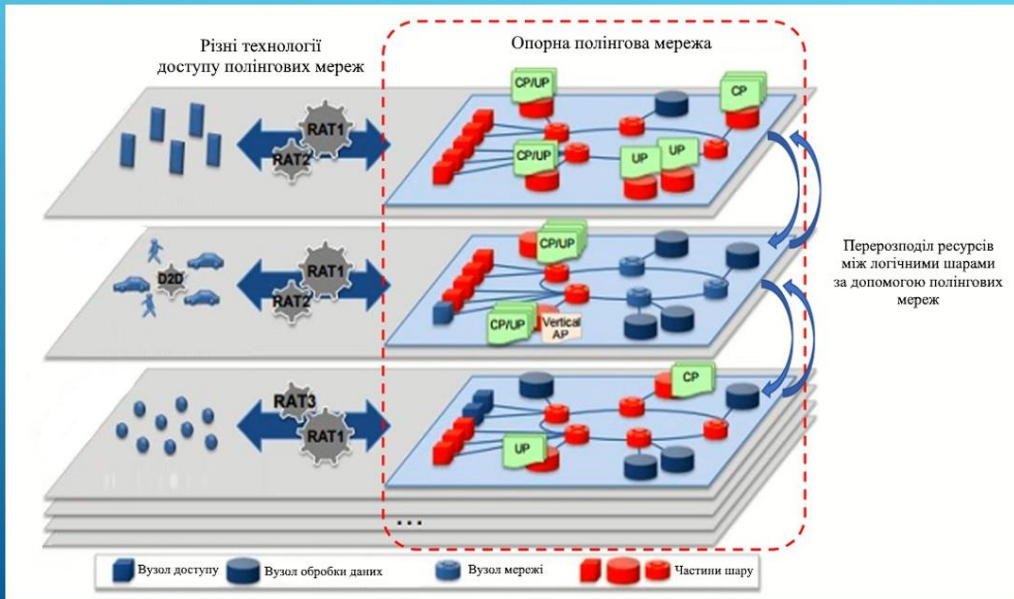 Різні технології
доступу полінгових мереж
Опорна полінгова мережа
CP/UP
CP
RAT1
RAT2
CP/UP
UP
UP
CP/UP
D2D
RAT1
RAT2
CP/UP
Vertical
AP
Перерозподіл ресурсів
між логічними шарами
за допомогою полінгових
мереж
CP
RAT3
RAT1
UP
...
Вузол доступу
Вузол обробки даних
Вузол мережі
Частини шару